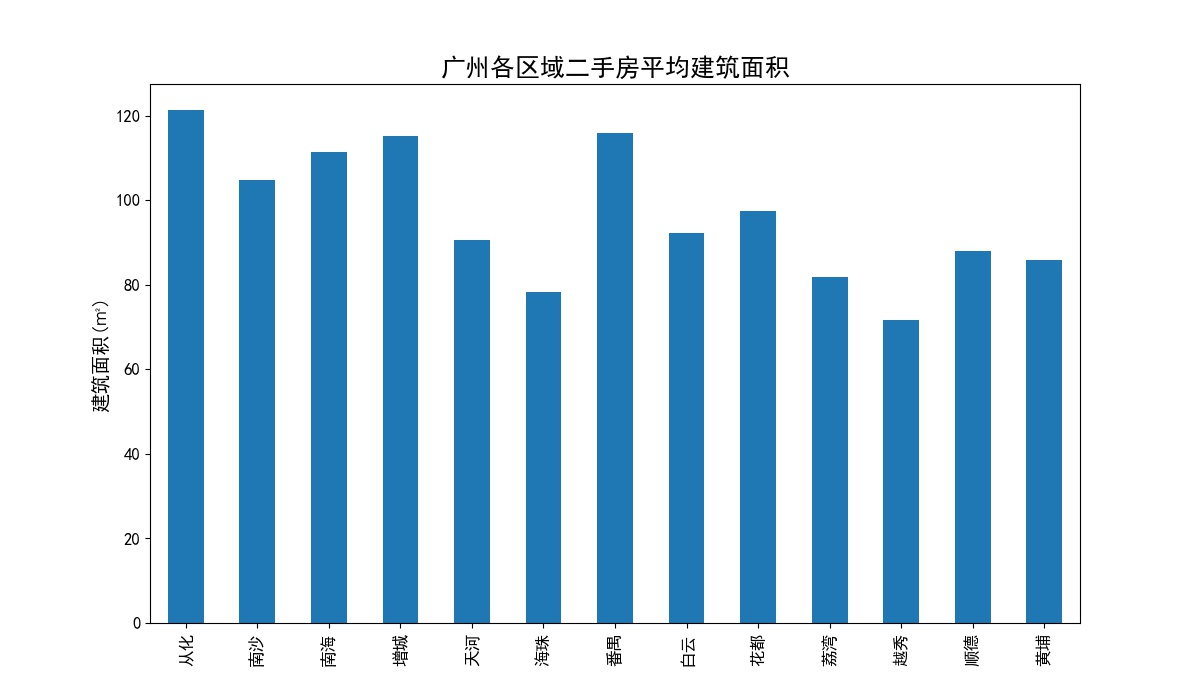 广州各区域二手房平均建筑面积
建筑面积(㎡)
120
100
80
60
40
20
0
从化
南沙
南海
增城
天河
海珠
番禺
白云
花都
荔湾
越秀
顺德
黄埔